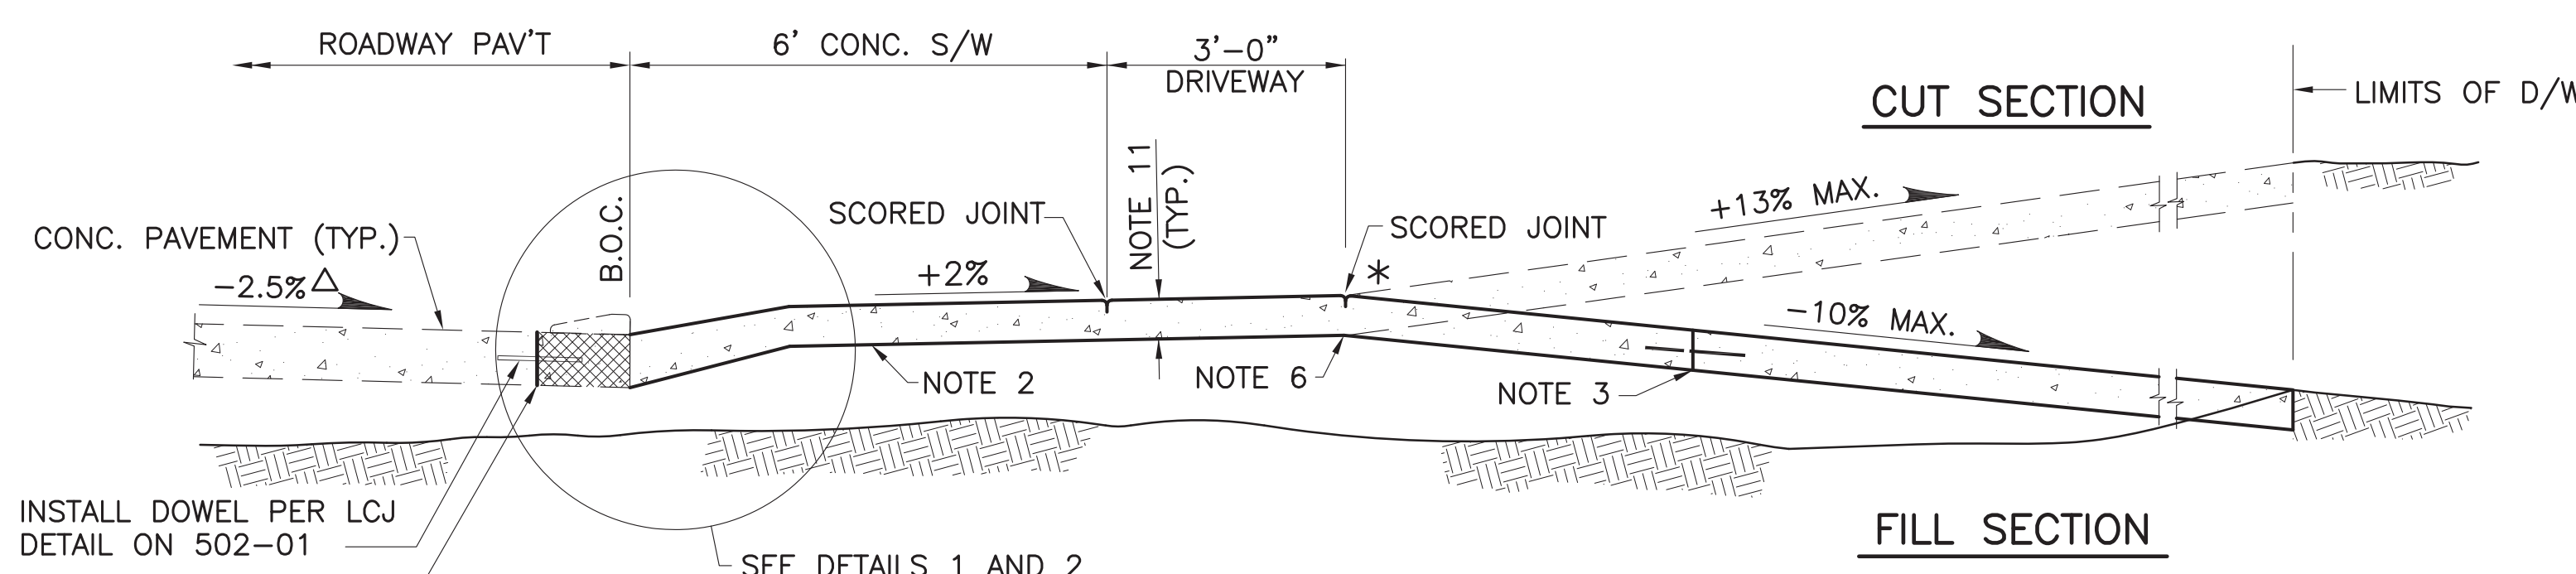 ROADWAY PAV'T
6' CONC. S/W
3'-0"
DRIVEWAY
CUT SECTION
LIMITS OF D/W
B.O.C.
SCORED JOINT
NOTE 11
(TYP.)
SCORED JOINT
+13% MAX.
CONC. PAVEMENT (TYP.)
-2.5%
+2%
*
-10% MAX.
NOTE 2
NOTE 6
NOTE 3
INSTALL DOWEL PER LCJ
DETAIL ON 502-01
FILL SECTION
SEE DETAILS 1 AND 2